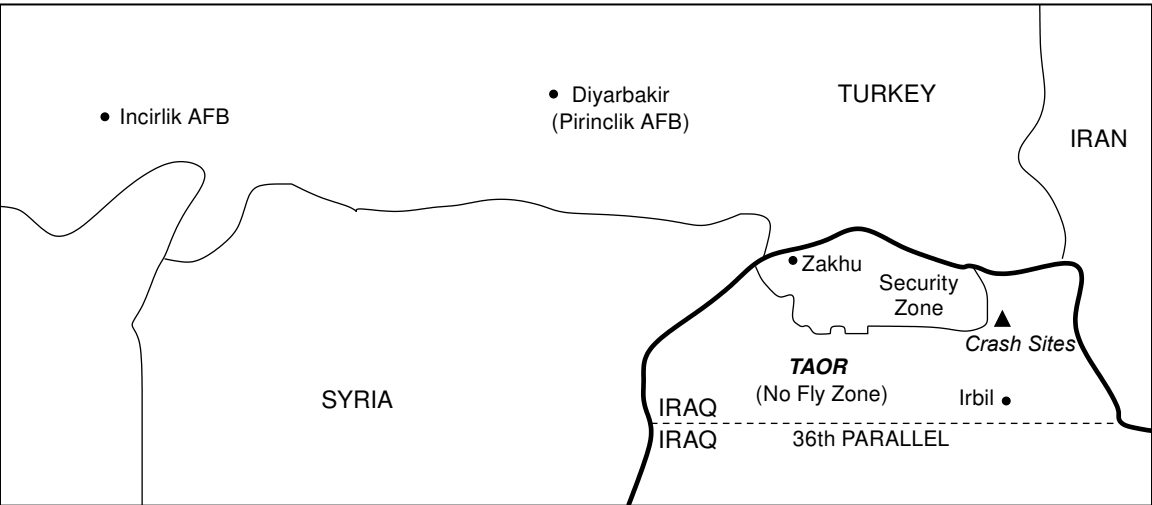 Incirlik AFB
Diyarbakir
(Pirinclik AFB)
TURKEY
IRAN
Zakhu
Security
Zone
Crash Sites
TAOR
(No Fly Zone)
SYRIA
Irbil
IRAQ
IRAQ
36th PARALLEL